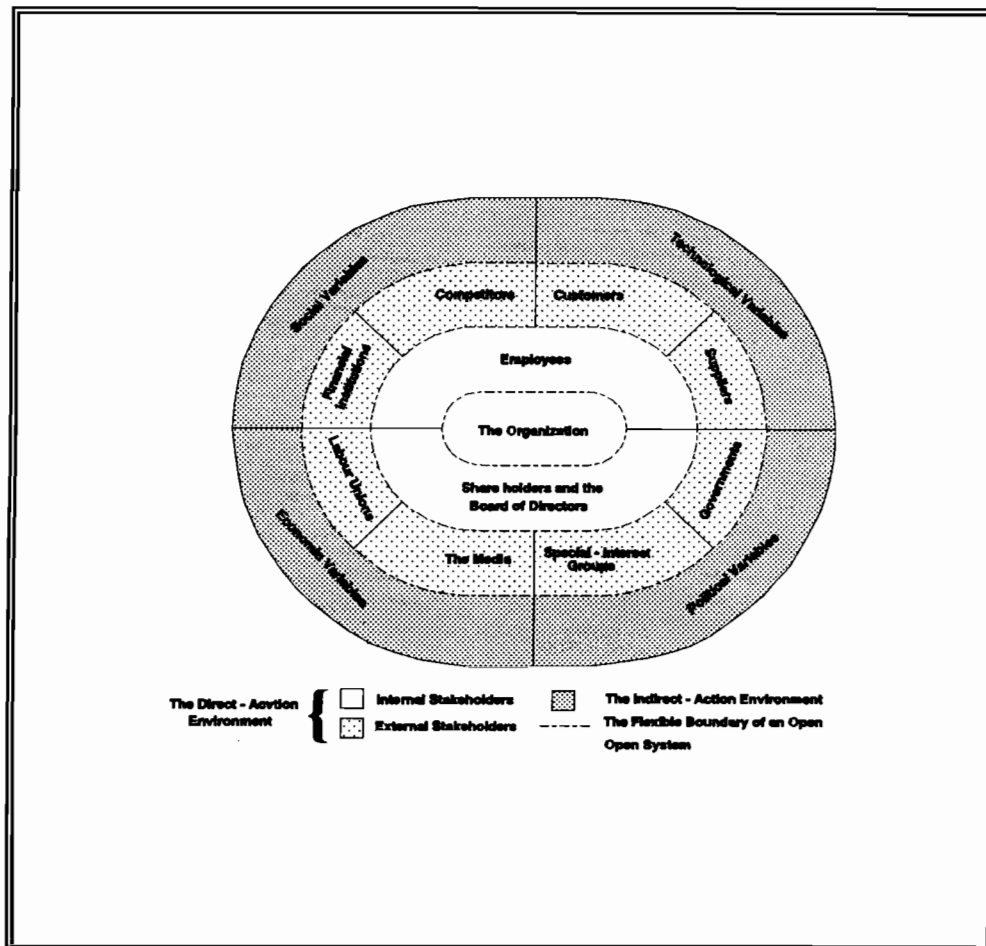 Social Variables
Technological Variables
Competitors
Customers
Financial/
Institutions
Employees
Suppliers
The Organization
Labour Unions
Share holders and the
Board of Directors
Governments
Economic Variables
The Media
Special - Interest
Groups
Political Variables
The Direct - Aovtion
Environment
Internal Stakeholders
External Stakeholders
The Indirect - Action Environment
The Flexible Boundary of an Open
Open System